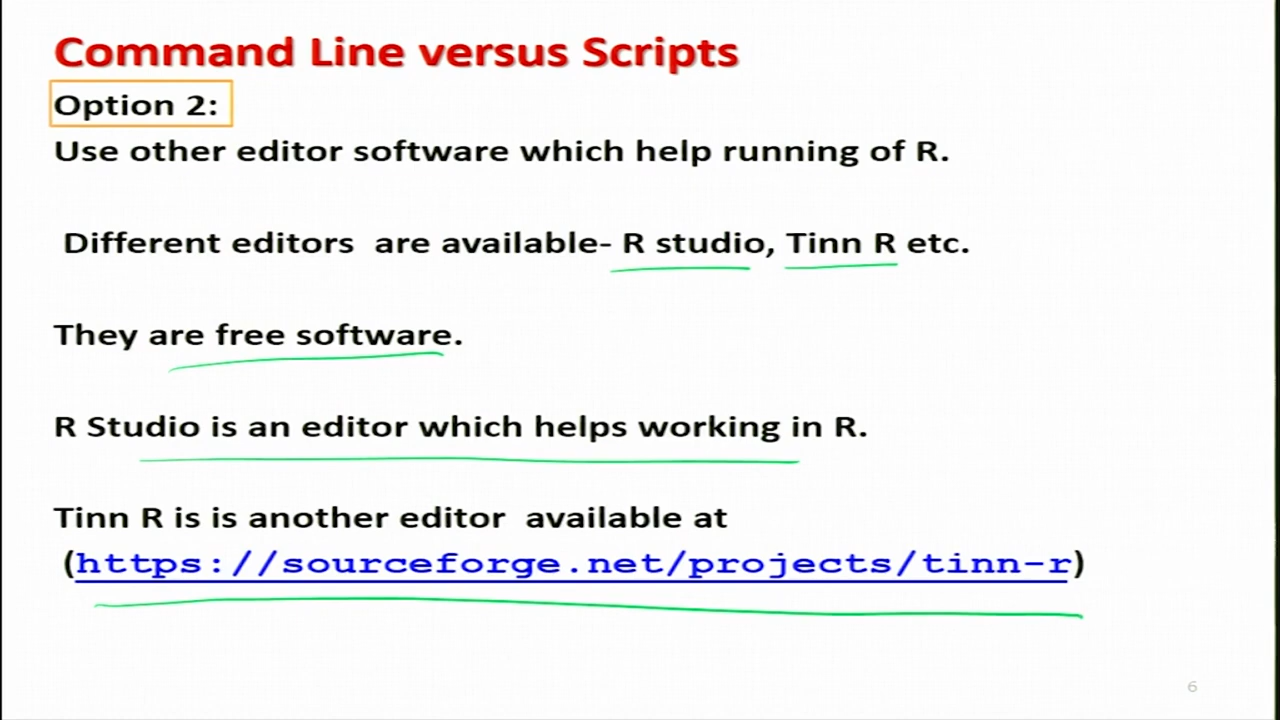 Command Line versus Scripts
Option 2:
Use other editor software which help running of R.
Different editors are available- R studio, Tinn R etc.
They are free software.
R Studio is an editor which helps working in R.
Tinn R is is another editor available at
(https://sourceforge.net/projects/tinn-r)
6